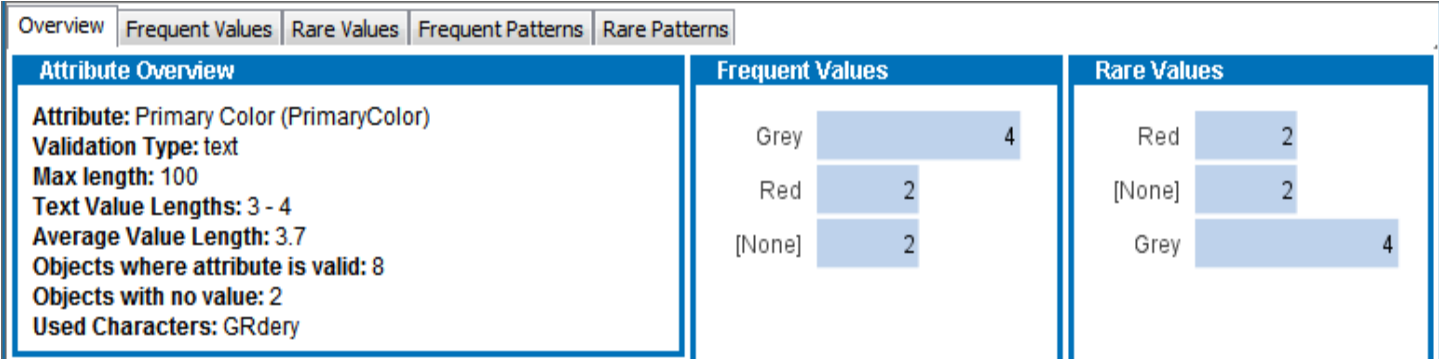 Overview Frequent Values Rare Values Frequent Patterns Rare Patterns
Attribute Overview
Attribute: Primary Color (PrimaryColor)
Validation Type: text
Max length: 100
Text Value Lengths: 3 - 4
Average Value Length: 3.7
Objects where attribute is valid: 8
Objects with no value: 2
Used Characters: GRdery
Frequent Values
Grey 4
Red 2
[None] 2
Rare Values
Red 2
[None] 2
Grey 4